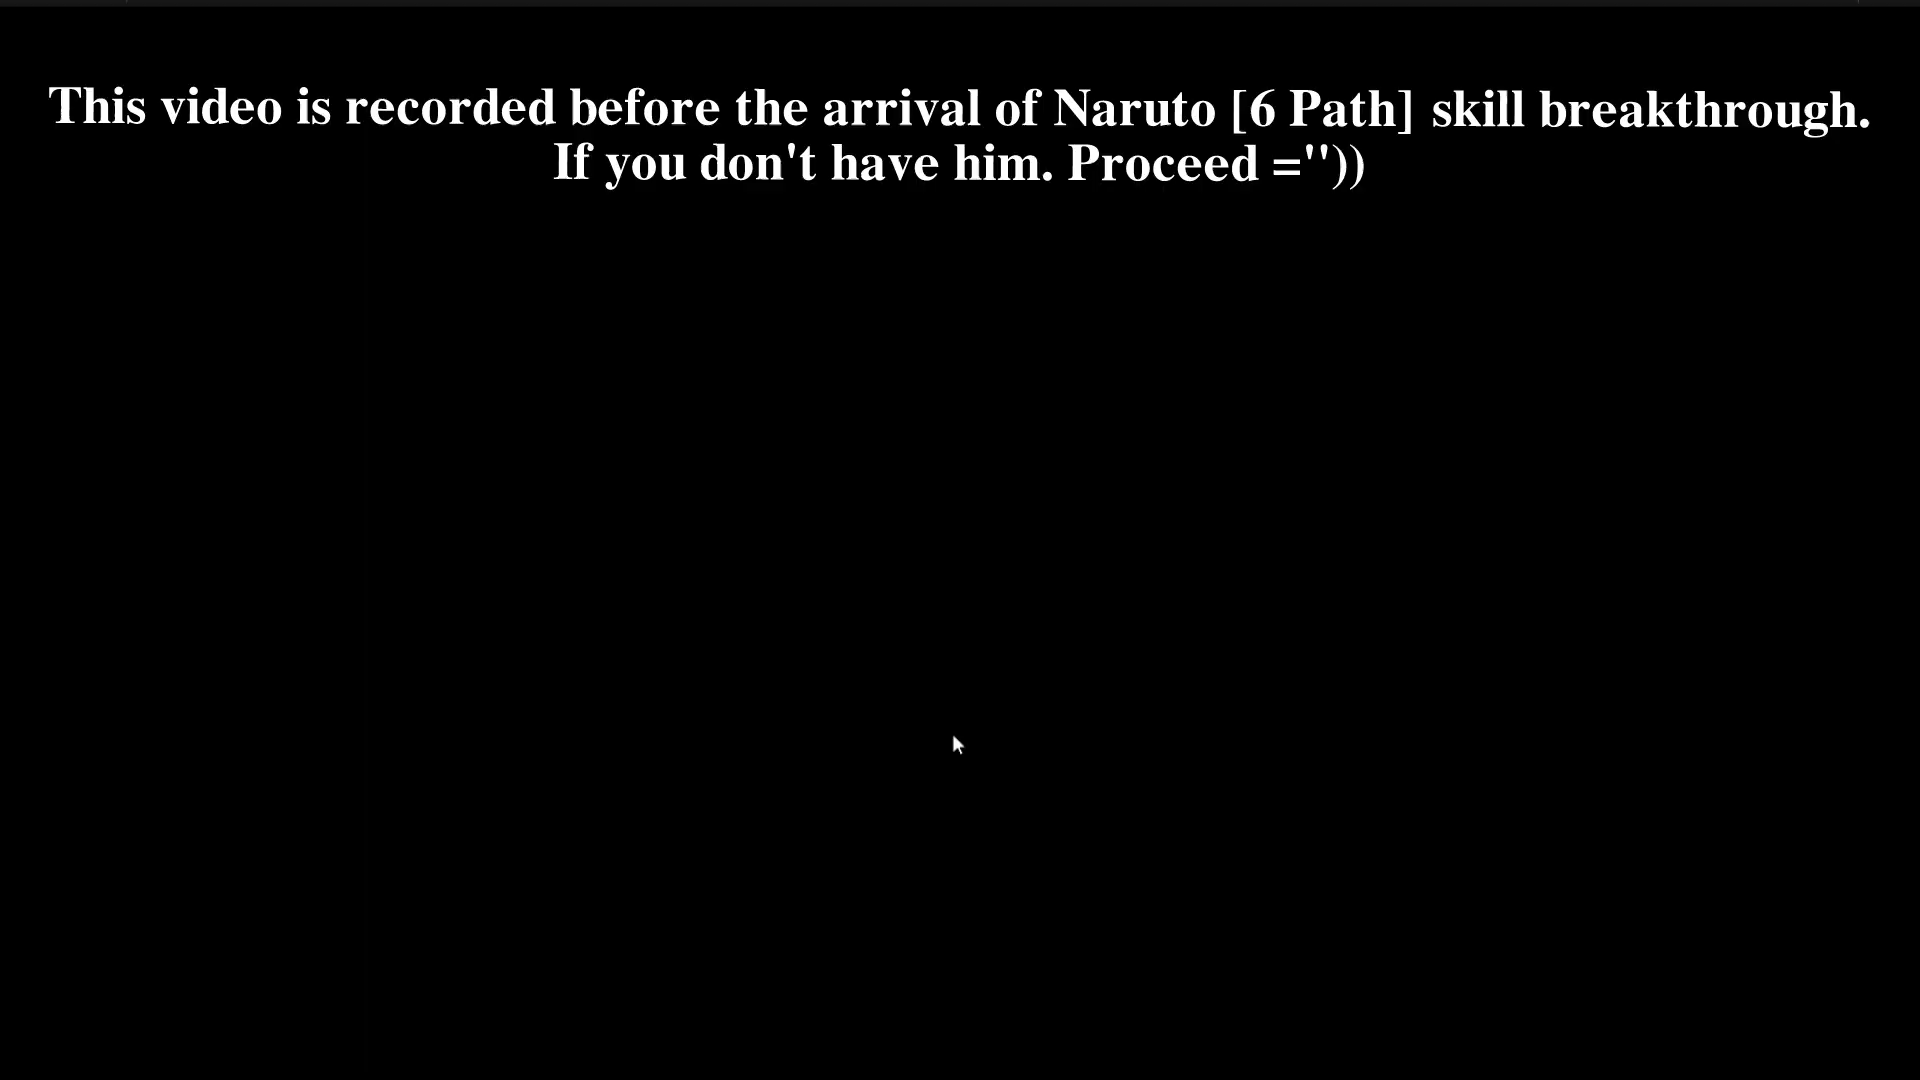 This video is recorded before the arrival of Naruto [6 Path] skill breakthrough.
If you don't have him. Proceed =''))